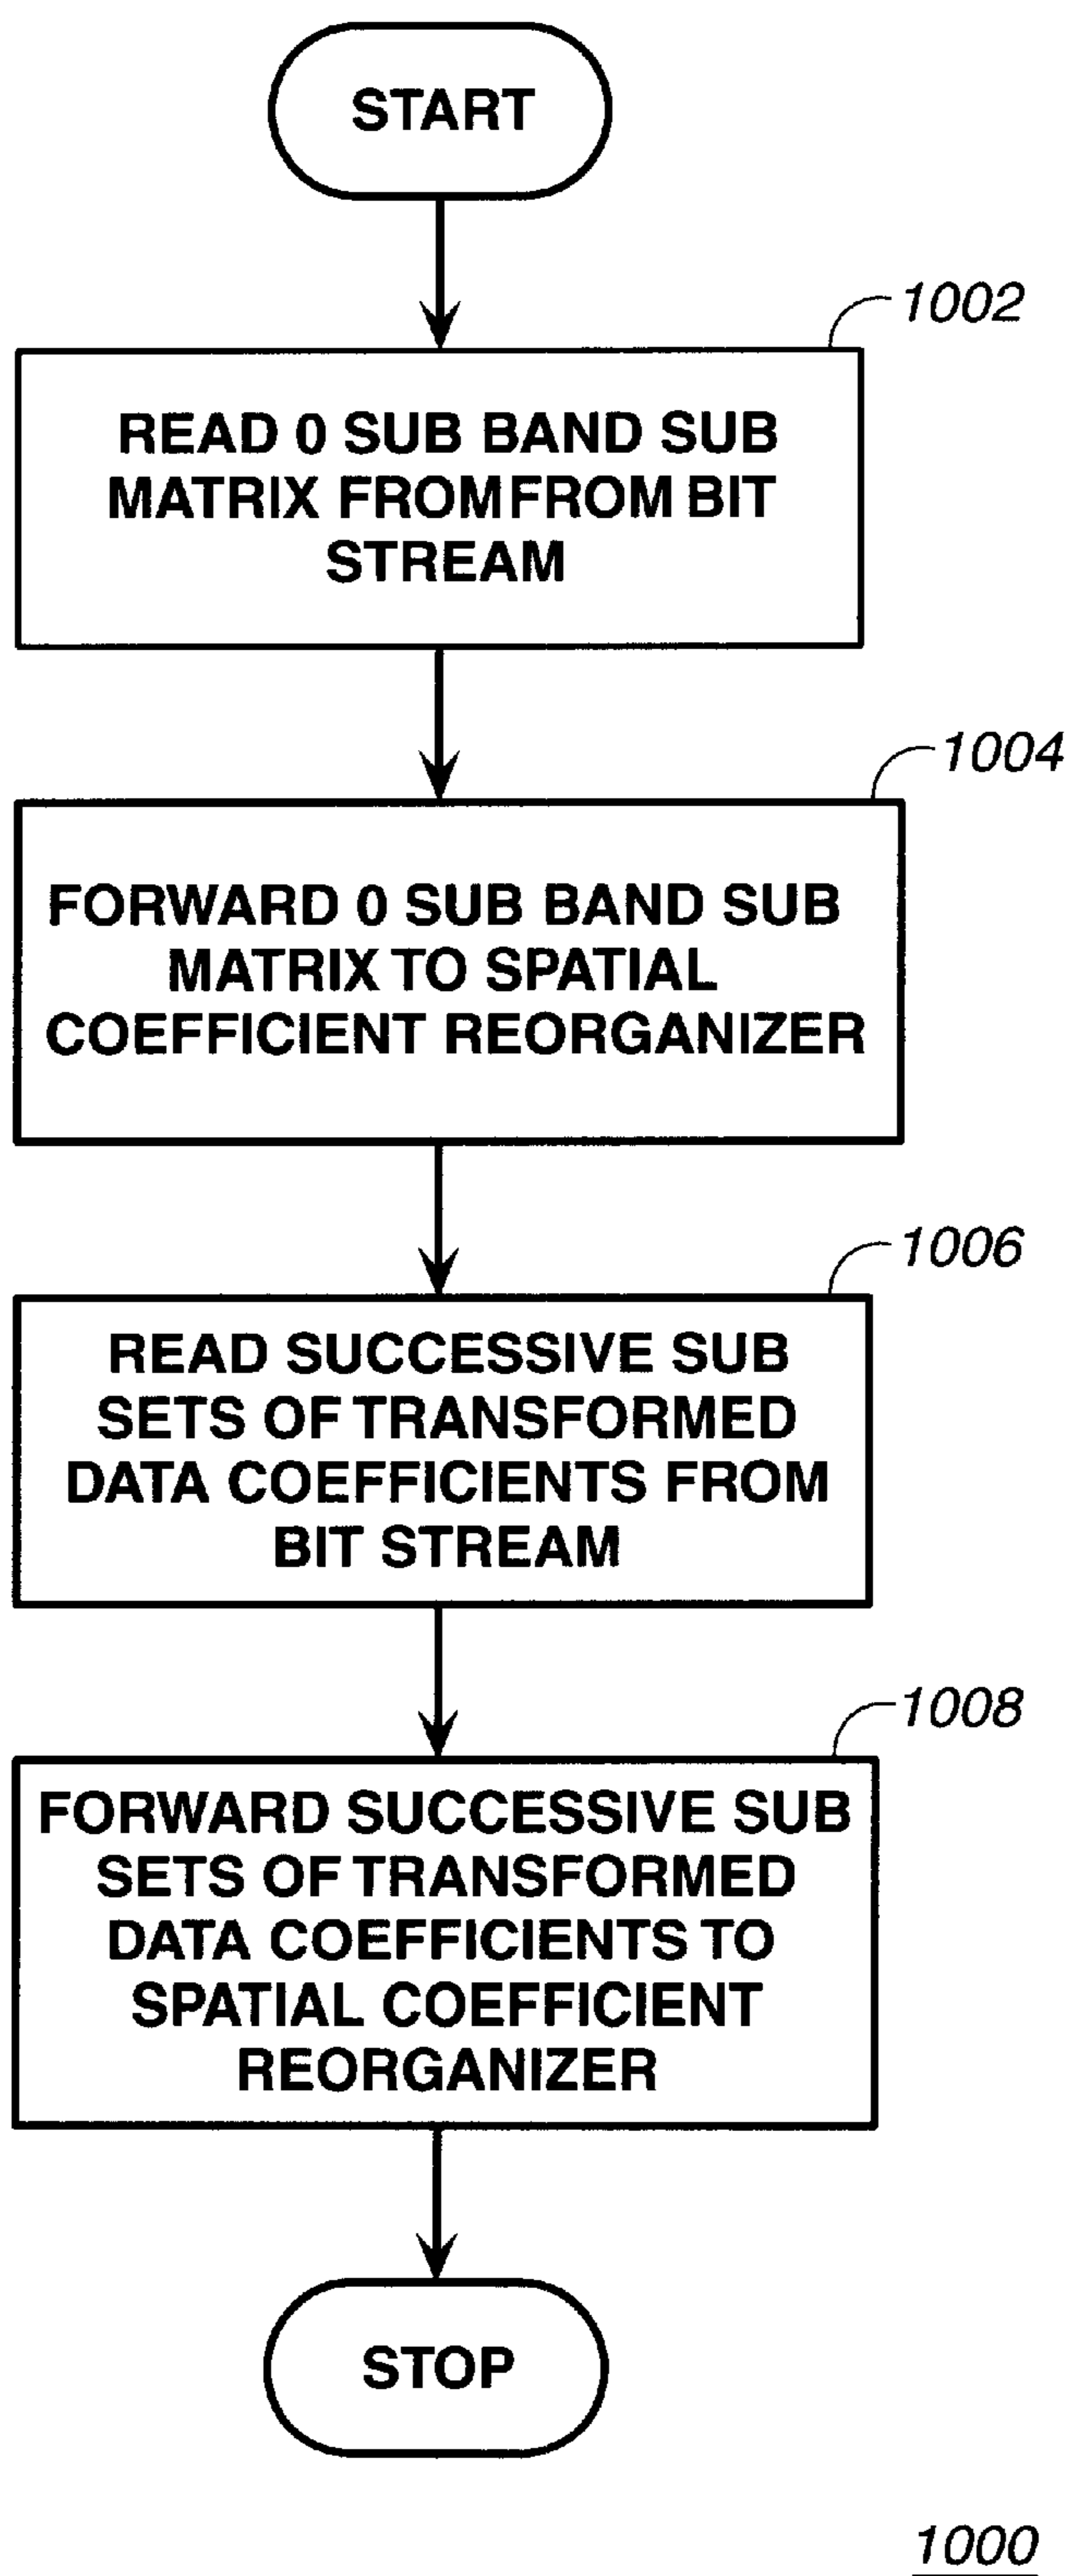 START
1002
READ 0 SUB BAND SUB
MATRIX FROM FROM BIT
STREAM
1004
FORWARD 0 SUB BAND SUB
MATRIX TO SPATIAL
COEFFICIENT REORGANIZER
1006
READ SUCCESSIVE SUB
SETS OF TRANSFORMED
DATA COEFFICIENTS FROM
BIT STREAM
1008
FORWARD SUCCESSIVE SUB
SETS OF TRANSFORMED
DATA COEFFICIENTS TO
SPATIAL COEFFICIENT
REORGANIZER
STOP
1000